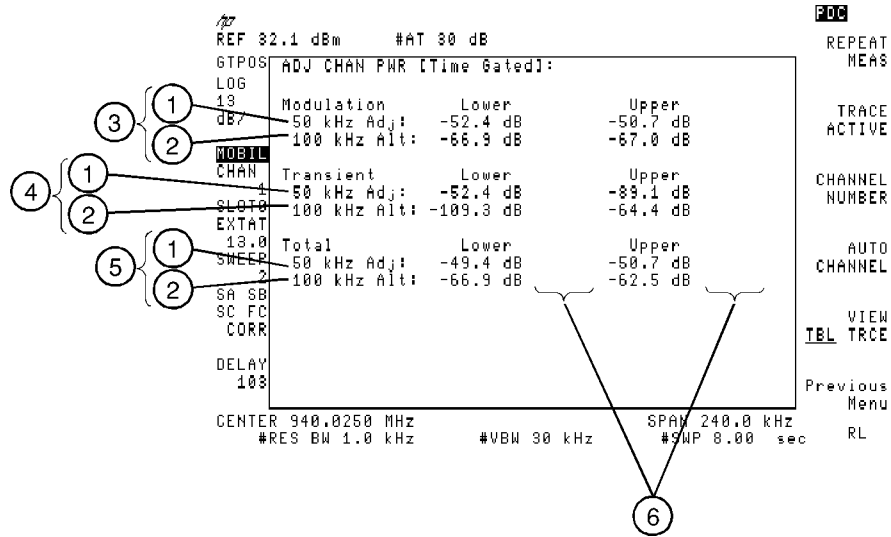 hp
REF 32.1 dBm #AT 30 dB
PDC
GTPOS
LOG
13
dB/
MOBIL
CHAN
1
SLOT0
EXTAT
13.0
SWEEP
2
SA SB
SC FC
CORR
DELAY
103
ADJ CHAN PWR [Time Gated]:
Modulation Lower Upper
50 kHz Adj: -52.4 dB -50.7 dB
100 kHz Alt: -66.9 dB -67.0 dB
Transient Lower Upper
50 kHz Adj: -52.4 dB -89.1 dB
100 kHz Alt: -109.3 dB -64.4 dB
Total Lower Upper
50 kHz Adj: -49.4 dB -50.7 dB
100 kHz Alt: -66.9 dB -62.5 dB
CENTER 940.0250 MHz SPAN 240.0 kHz
#RES BW 1.0 kHz #VBW 30 kHz #SWP 8.00 sec
REPEAT
MEAS
TRACE
ACTIVE
CHANNEL
NUMBER
AUTO
CHANNEL
VIEW
TBL TRCE
Previous
Menu
RL
3
1
2
4
1
2
5
1
2
6